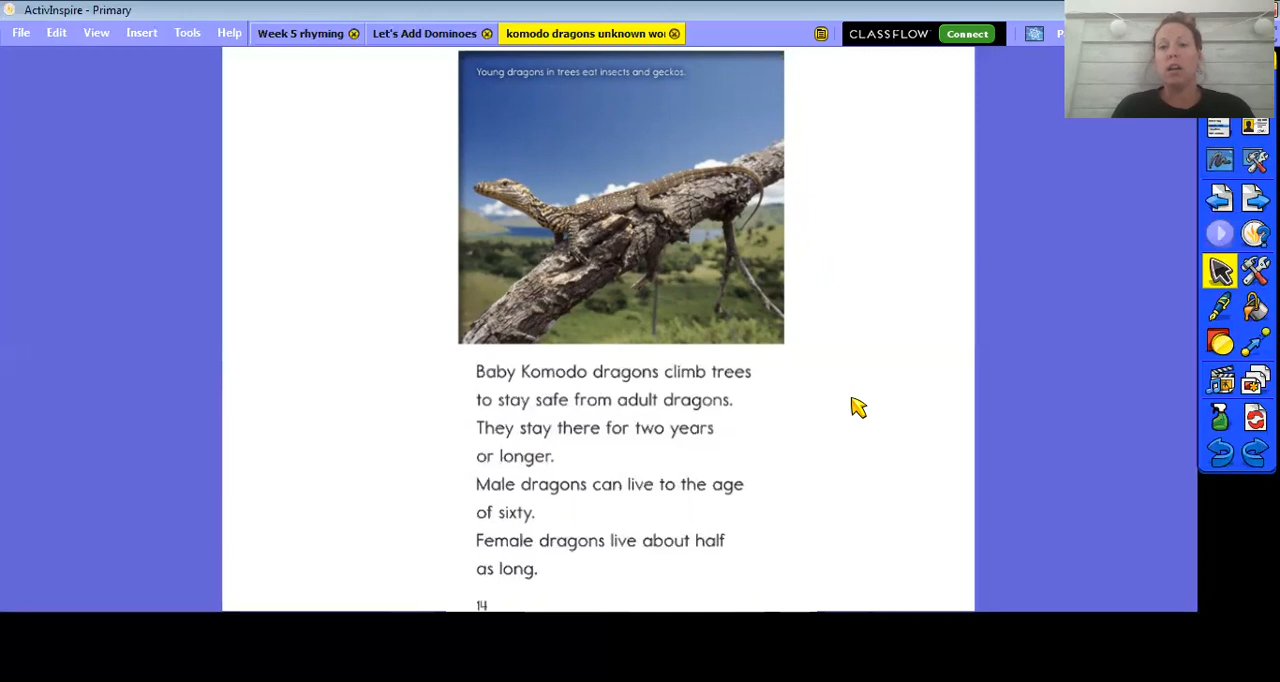 ActivInspire - Primary
File Edit View Insert Tools Help Week 5 rhyming Let's Add Dominoes komodo dragons unknown wo CLASSFLOW Connect
Young dragons in trees eat insects and geckos.
Baby Komodo dragons climb trees
to stay safe from adult dragons.
They stay there for two years
or longer.
Male dragons can live to the age
of sixty.
Female dragons live about half
as long.
14